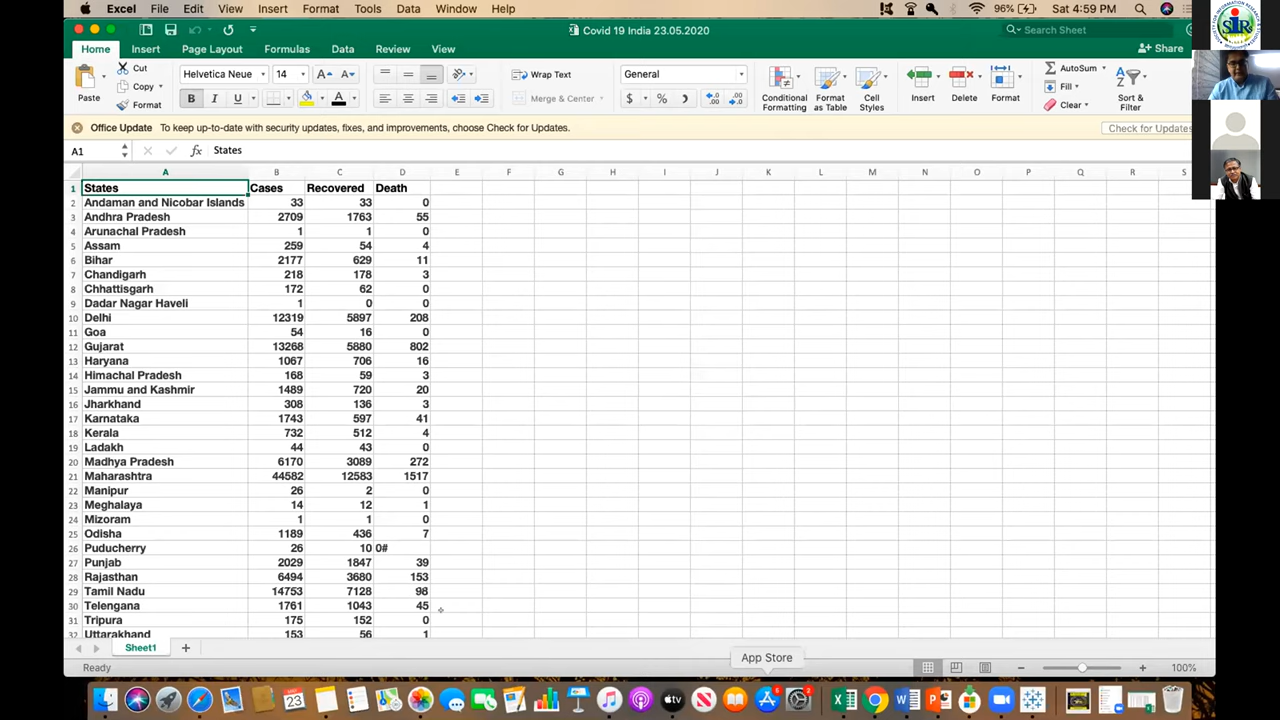 Excel File Edit View Insert Format Tools Data Window Help 96% Sat 4:59 PM
Covid 19 India 23.05.2020 Search Sheet
Home Insert Page Layout Formulas Data Review View Share
Paste Cut Copy Format Helvetica Neue 14 B I U Wrap Text Merge & Center General $ % Conditional Formatting Format as Table Cell Styles Insert Delete Format AutoSum Fill Clear Sort & Filter
Office Update To keep up-to-date with security updates, fixes, and improvements, choose Check for Updates. Check for Updates
A1 fx States
A B C D E F G H I J K L M N O P Q R S
1 States Cases Recovered Death
2 Andaman and Nicobar Islands 33 33 0
3 Andhra Pradesh 2709 1763 55
4 Arunachal Pradesh 1 1 0
5 Assam 259 54 4
6 Bihar 2177 629 11
7 Chandigarh 218 178 3
8 Chhattisgarh 172 62 0
9 Dadar Nagar Haveli 1 0 0
10 Delhi 12319 5897 208
11 Goa 54 16 0
12 Gujarat 13268 5880 802
13 Haryana 1067 706 16
14 Himachal Pradesh 168 59 3
15 Jammu and Kashmir 1489 720 20
16 Jharkhand 308 136 3
17 Karnataka 1743 597 41
18 Kerala 732 512 4
19 Ladakh 44 43 0
20 Madhya Pradesh 6170 3089 272
21 Maharashtra 44582 12583 1517
22 Manipur 26 2 0
23 Meghalaya 14 12 1
24 Mizoram 1 1 0
25 Odisha 1189 436 7
26 Puducherry 26 10 0#
27 Punjab 2029 1847 39
28 Rajasthan 6494 3680 153
29 Tamil Nadu 14753 7128 98
30 Telengana 1761 1043 45
31 Tripura 175 152 0
32 Uttarakhand 153 56 1
Sheet1
App Store
Ready 100%